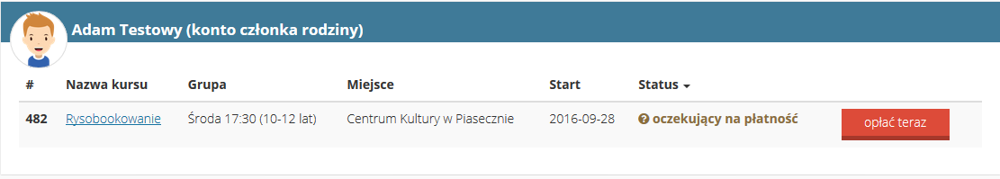 Adam Testowy (konto członka rodziny)
# Nazwa kursu Grupa Miejsce Start Status
482 Rysobookowanie Środa 17:30 (10-12 lat) Centrum Kultury w Piasecznie 2016-09-28 oczekujący na płatność opłać teraz